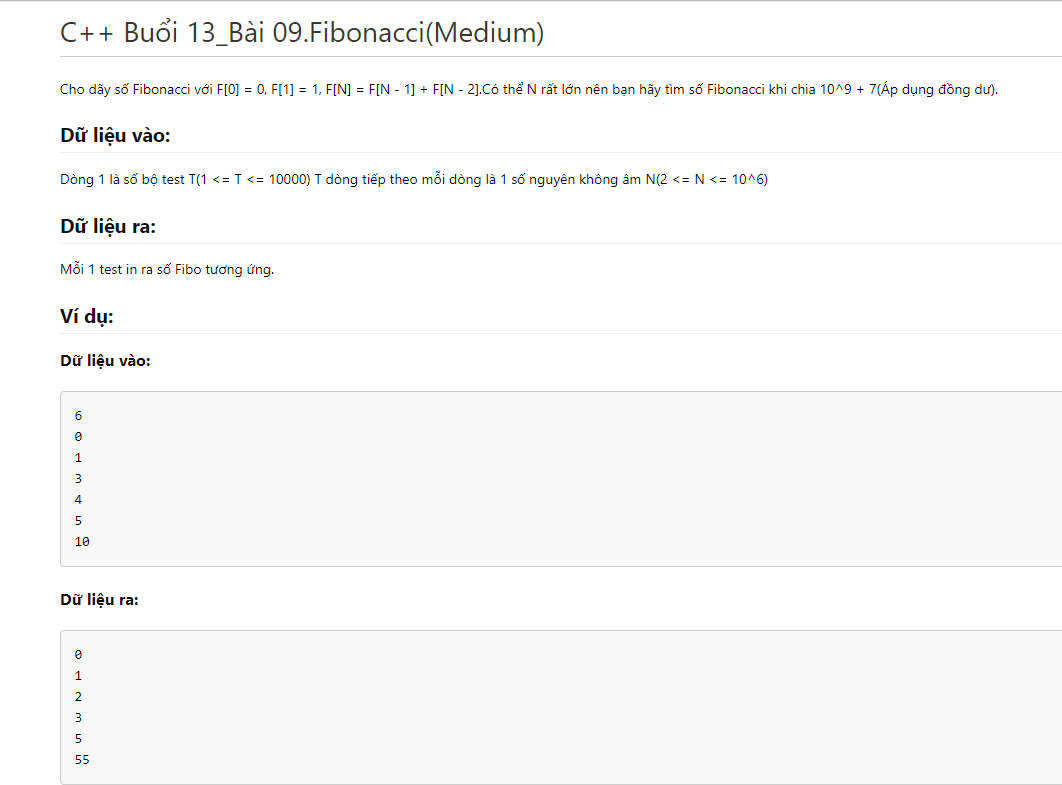 C++ Buổi 13_Bài 09.Fibonacci(Medium)
Cho dãy số Fibonacci với F[0] = 0, F[1] = 1, F[N] = F[N - 1] + F[N - 2].Có thể N rất lớn nên bạn hãy tìm số Fibonacci khi chia 10^9 + 7(Áp dụng đồng dư).
Dữ liệu vào:
Dòng 1 là số bộ test T(1 <= T <= 10000) T dòng tiếp theo mỗi dòng là 1 số nguyên không âm N(2 <= N <= 10^6)
Dữ liệu ra:
Mỗi 1 test in ra số Fibo tương ứng.
Ví dụ:
Dữ liệu vào:
6
0
1
3
4
5
10
Dữ liệu ra:
0
1
2
3
5
55